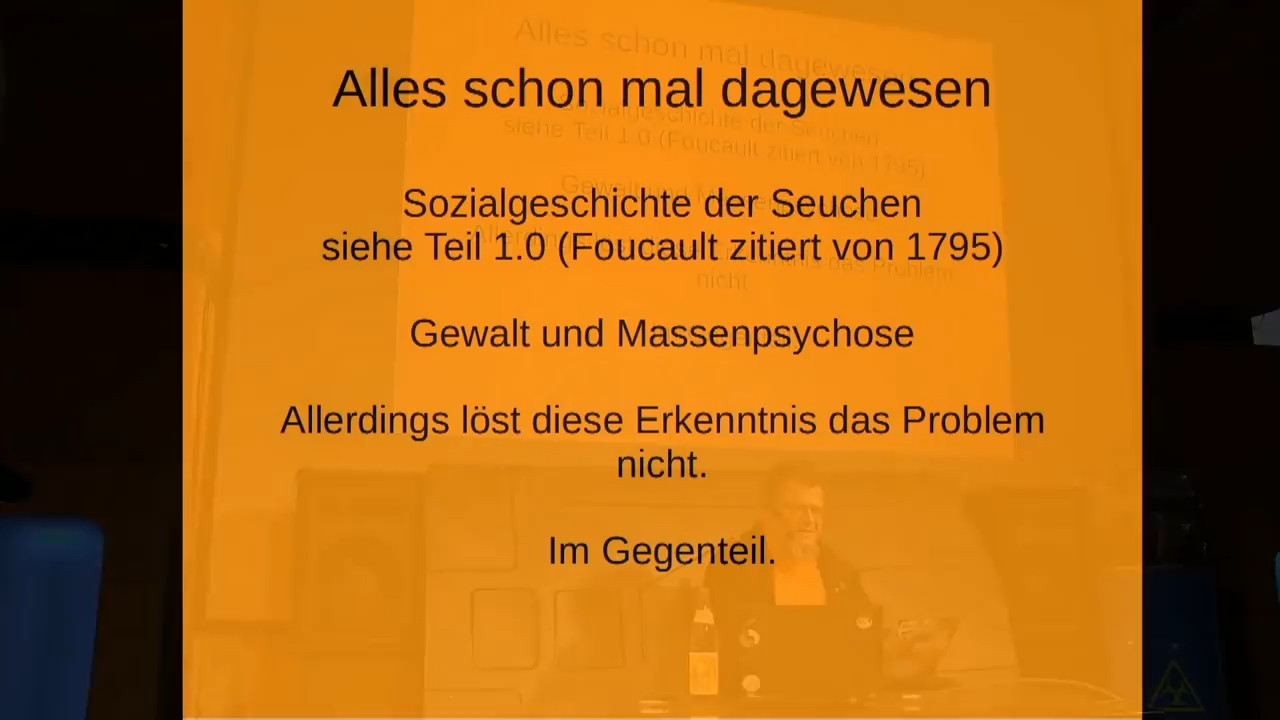 Alles schon mal dagewesen
Sozialgeschichte der Seuchen
siehe Teil 1.0 (Foucault zitiert von 1795)
Gewalt und Massenpsychose
Allerdings löst diese Erkenntnis das Problem
nicht.
Im Gegenteil.